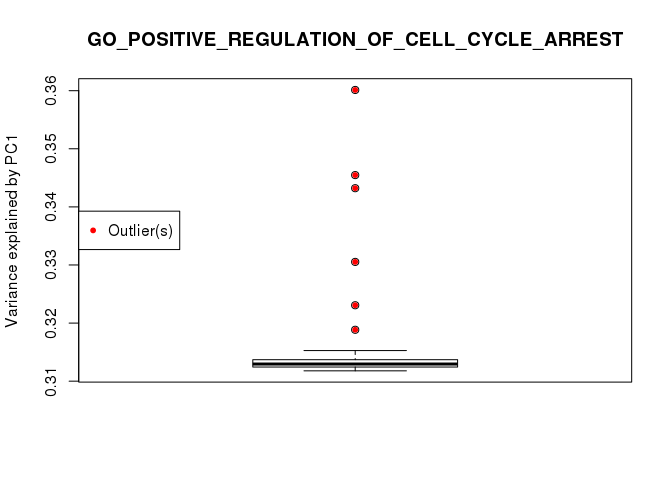 GO_POSITIVE_REGULATION_OF_CELL_CYCLE_ARREST
Variance explained by PC1
0.36
0.35
0.34
0.33
0.32
0.31
Outlier(s)